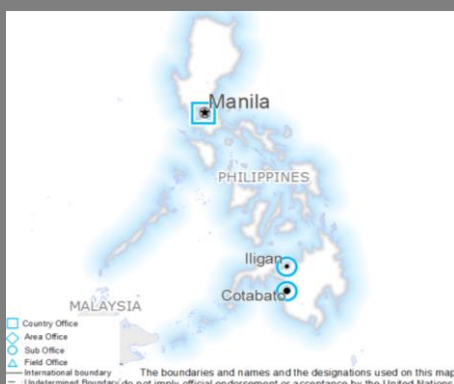 Manila
PHILIPPINES
Iligan
Cotabato
MALAYSIA
Country Office
Area Office
Sub Office
Field Office
International boundary
Undetermined Boundary
The boundaries and names and the designations used on this map
do not imply official endorsement or acceptance by the United Nations